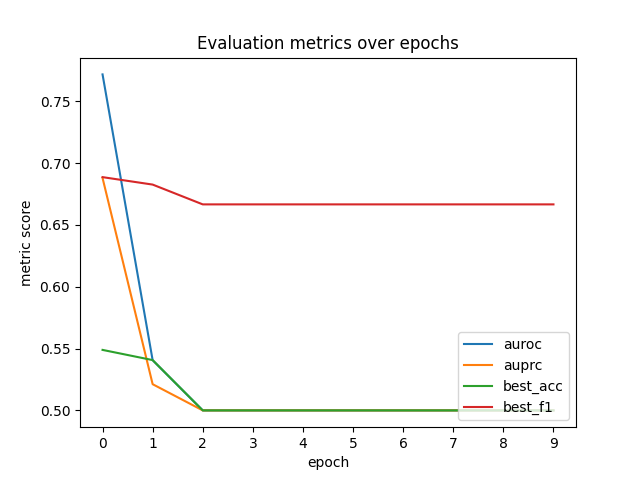 Evaluation metrics over epochs
metric score
0.75
0.70
0.65
0.60
0.55
0.50
auroc
auprc
best_acc
best_f1
0 1 2 3 4 5 6 7 8 9
epoch